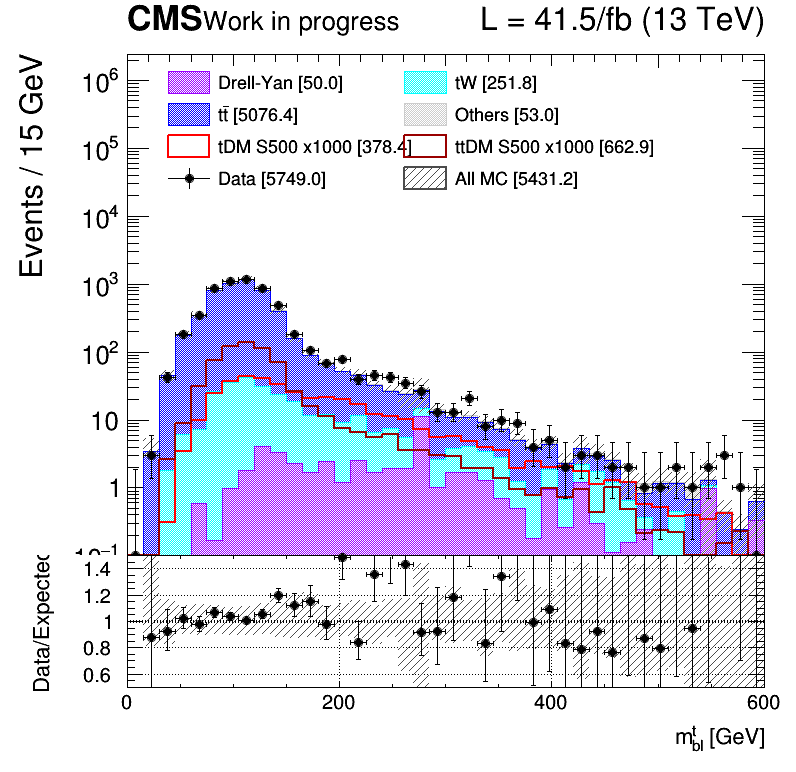 CMS Work in progress L = 41.5/fb (13 TeV)
Events / 15 GeV
10⁶
10⁵
10⁴
10³
10²
10
1
10⁻¹
Drell-Yan [50.0] tW [251.8]
tt̄ [5076.4] Others [53.0]
tDM S500 x1000 [378.4] ttDM S500 x1000 [662.9]
Data [5749.0] All MC [5431.2]
Data/Expected
1.4
1.2
1
0.8
0.6
0 200 400 600
mᵗbl [GeV]